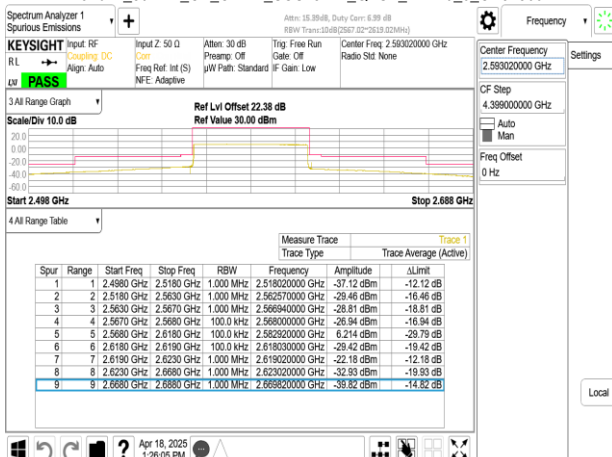 Spectrum Analyzer 1
Spurious Emissions
Attn: 15.39dB, Duty Corr: 6.99 dB
RBW Tranr:10dB(2567.02~2619.02MHz)
Frequency
KEYSIGHT
RL
PASS
Input: RF
Coupling: DC
Align: Auto
Input Z: 50 Ω
Corr
Freq Ref: Int (S)
NFE: Adaptive
Atten: 30 dB
Preamp: Off
µW Path: Standard
Trig: Free Run
Gate: Off
IF Gain: Low
Center Freq: 2.593020000 GHz
Radio Std: None
Center Frequency
2.593020000 GHz
Settings
CF Step
4.399000000 GHz
Auto
Man
Freq Offset
0 Hz
3 All Range Graph
Scale/Div 10.0 dB
Ref Lvl Offset 22.38 dB
Ref Value 30.00 dBm
20.0
0.00
-20.0
-40.0
-60.0
Start 2.498 GHz
Stop 2.688 GHz
4 All Range Table
Measure Trace Trace 1
Trace Type Trace Average (Active)
Spur Range Start Freq Stop Freq RBW Frequency Amplitude ΔLimit
1 1 2.4980 GHz 2.5180 GHz 1.000 MHz 2.518020000 GHz -37.12 dBm -12.12 dB
2 2 2.5180 GHz 2.5630 GHz 1.000 MHz 2.562570000 GHz -29.46 dBm -16.46 dB
3 3 2.5630 GHz 2.5670 GHz 1.000 MHz 2.566940000 GHz -28.81 dBm -18.81 dB
4 4 2.5670 GHz 2.5680 GHz 100.0 kHz 2.568000000 GHz -26.94 dBm -16.94 dB
5 5 2.5680 GHz 2.6180 GHz 100.0 kHz 2.582920000 GHz 6.214 dBm -29.79 dB
6 6 2.6180 GHz 2.6190 GHz 100.0 kHz 2.618030000 GHz -29.42 dBm -19.42 dB
7 7 2.6190 GHz 2.6230 GHz 1.000 MHz 2.619020000 GHz -22.18 dBm -12.18 dB
8 8 2.6230 GHz 2.6680 GHz 1.000 MHz 2.623020000 GHz -32.93 dBm -19.93 dB
9 9 2.6680 GHz 2.6880 GHz 1.000 MHz 2.669820000 GHz -39.82 dBm -14.82 dB
Local
Apr 18, 2025
1:26:05 PM